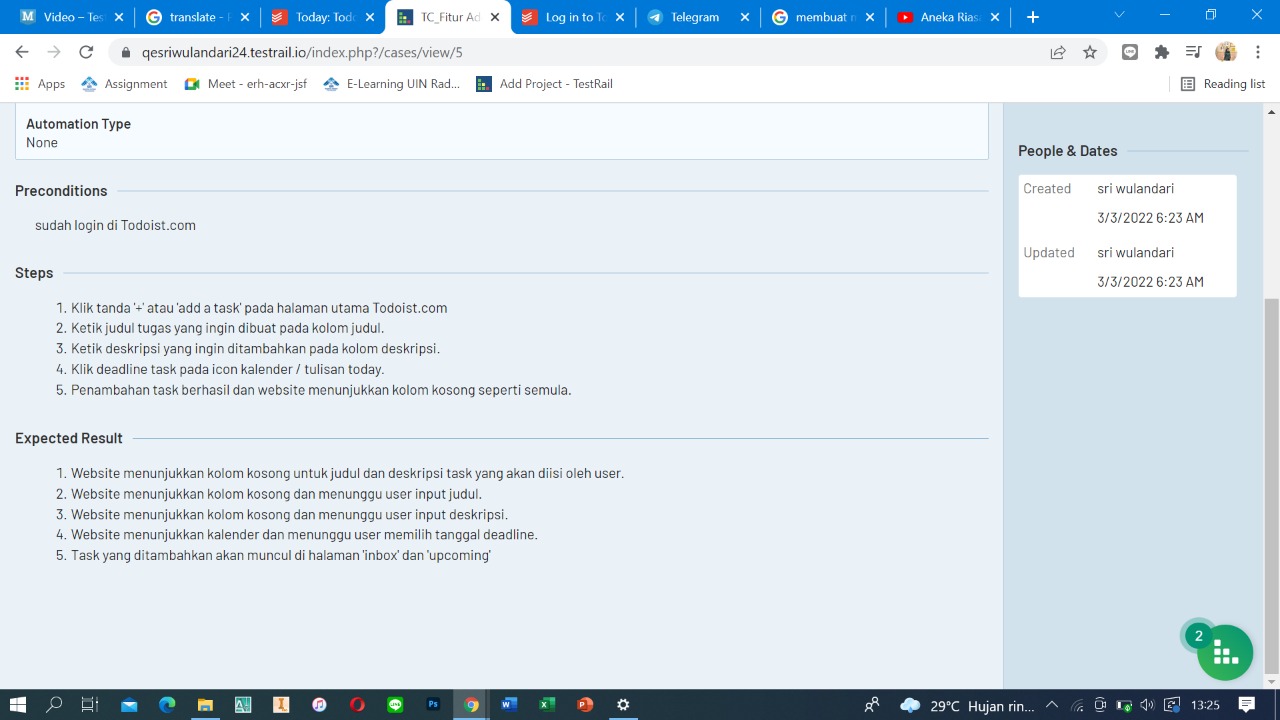 Video – Tes
translate - 
Today: Todo
TC_Fitur Ad
Log in to To
Telegram
membuat 
Aneka Rias
qesriwulandari24.testrail.io/index.php?/cases/view/5
Apps
Assignment
Meet - erh-acxr-jsf
E-Learning UIN Rad...
Add Project - TestRail
Reading list
Automation Type
None
Preconditions
sudah login di Todoist.com
Steps
1. Klik tanda '+' atau 'add a task' pada halaman utama Todoist.com
2. Ketik judul tugas yang ingin dibuat pada kolom judul.
3. Ketik deskripsi yang ingin ditambahkan pada kolom deskripsi.
4. Klik deadline task pada icon kalender / tulisan today.
5. Penambahan task berhasil dan website menunjukkan kolom kosong seperti semula.
Expected Result
1. Website menunjukkan kolom kosong untuk judul dan deskripsi task yang akan diisi oleh user.
2. Website menunjukkan kolom kosong dan menunggu user input judul.
3. Website menunjukkan kolom kosong dan menunggu user input deskripsi.
4. Website menunjukkan kalender dan menunggu user memilih tanggal deadline.
5. Task yang ditambahkan akan muncul di halaman 'inbox' dan 'upcoming'
People & Dates
Created sri wulandari
3/3/2022 6:23 AM
Updated sri wulandari
3/3/2022 6:23 AM
2
29°C Hujan rin...
13:25